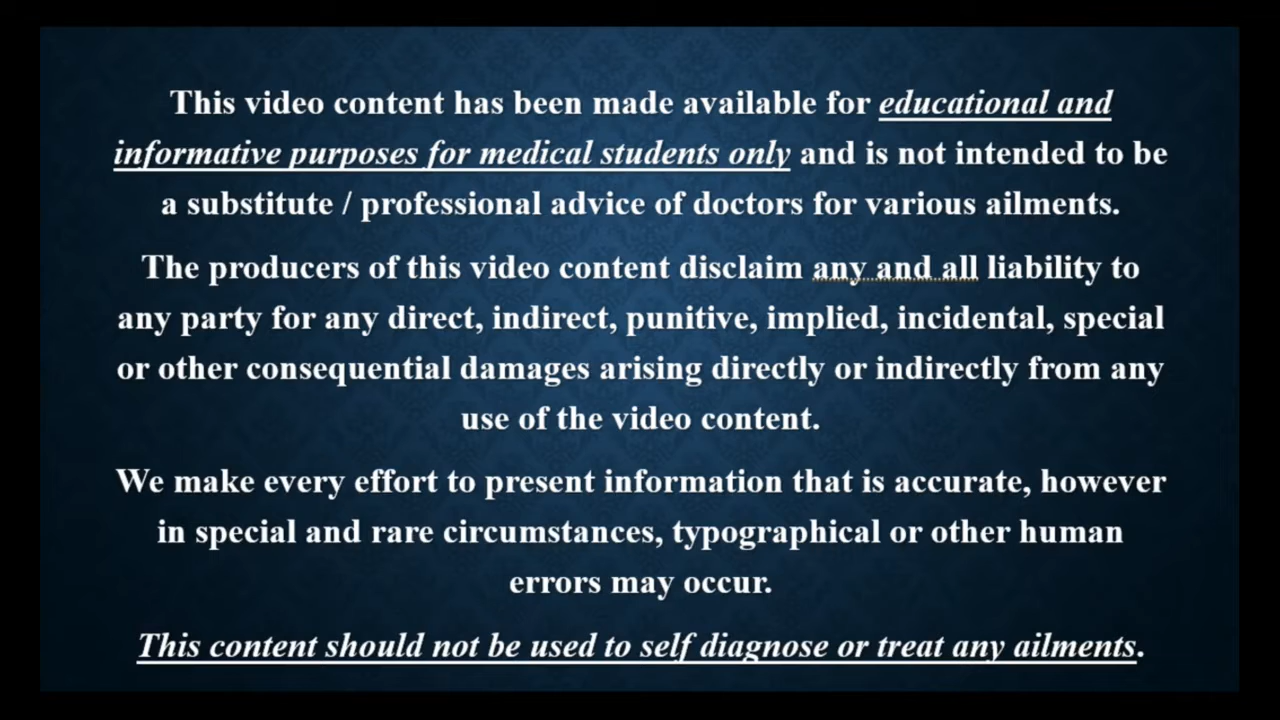 This video content has been made available for educational and
informative purposes for medical students only and is not intended to be
a substitute / professional advice of doctors for various ailments.
The producers of this video content disclaim any and all liability to
any party for any direct, indirect, punitive, implied, incidental, special
or other consequential damages arising directly or indirectly from any
use of the video content.
We make every effort to present information that is accurate, however
in special and rare circumstances, typographical or other human
errors may occur.
This content should not be used to self diagnose or treat any ailments.